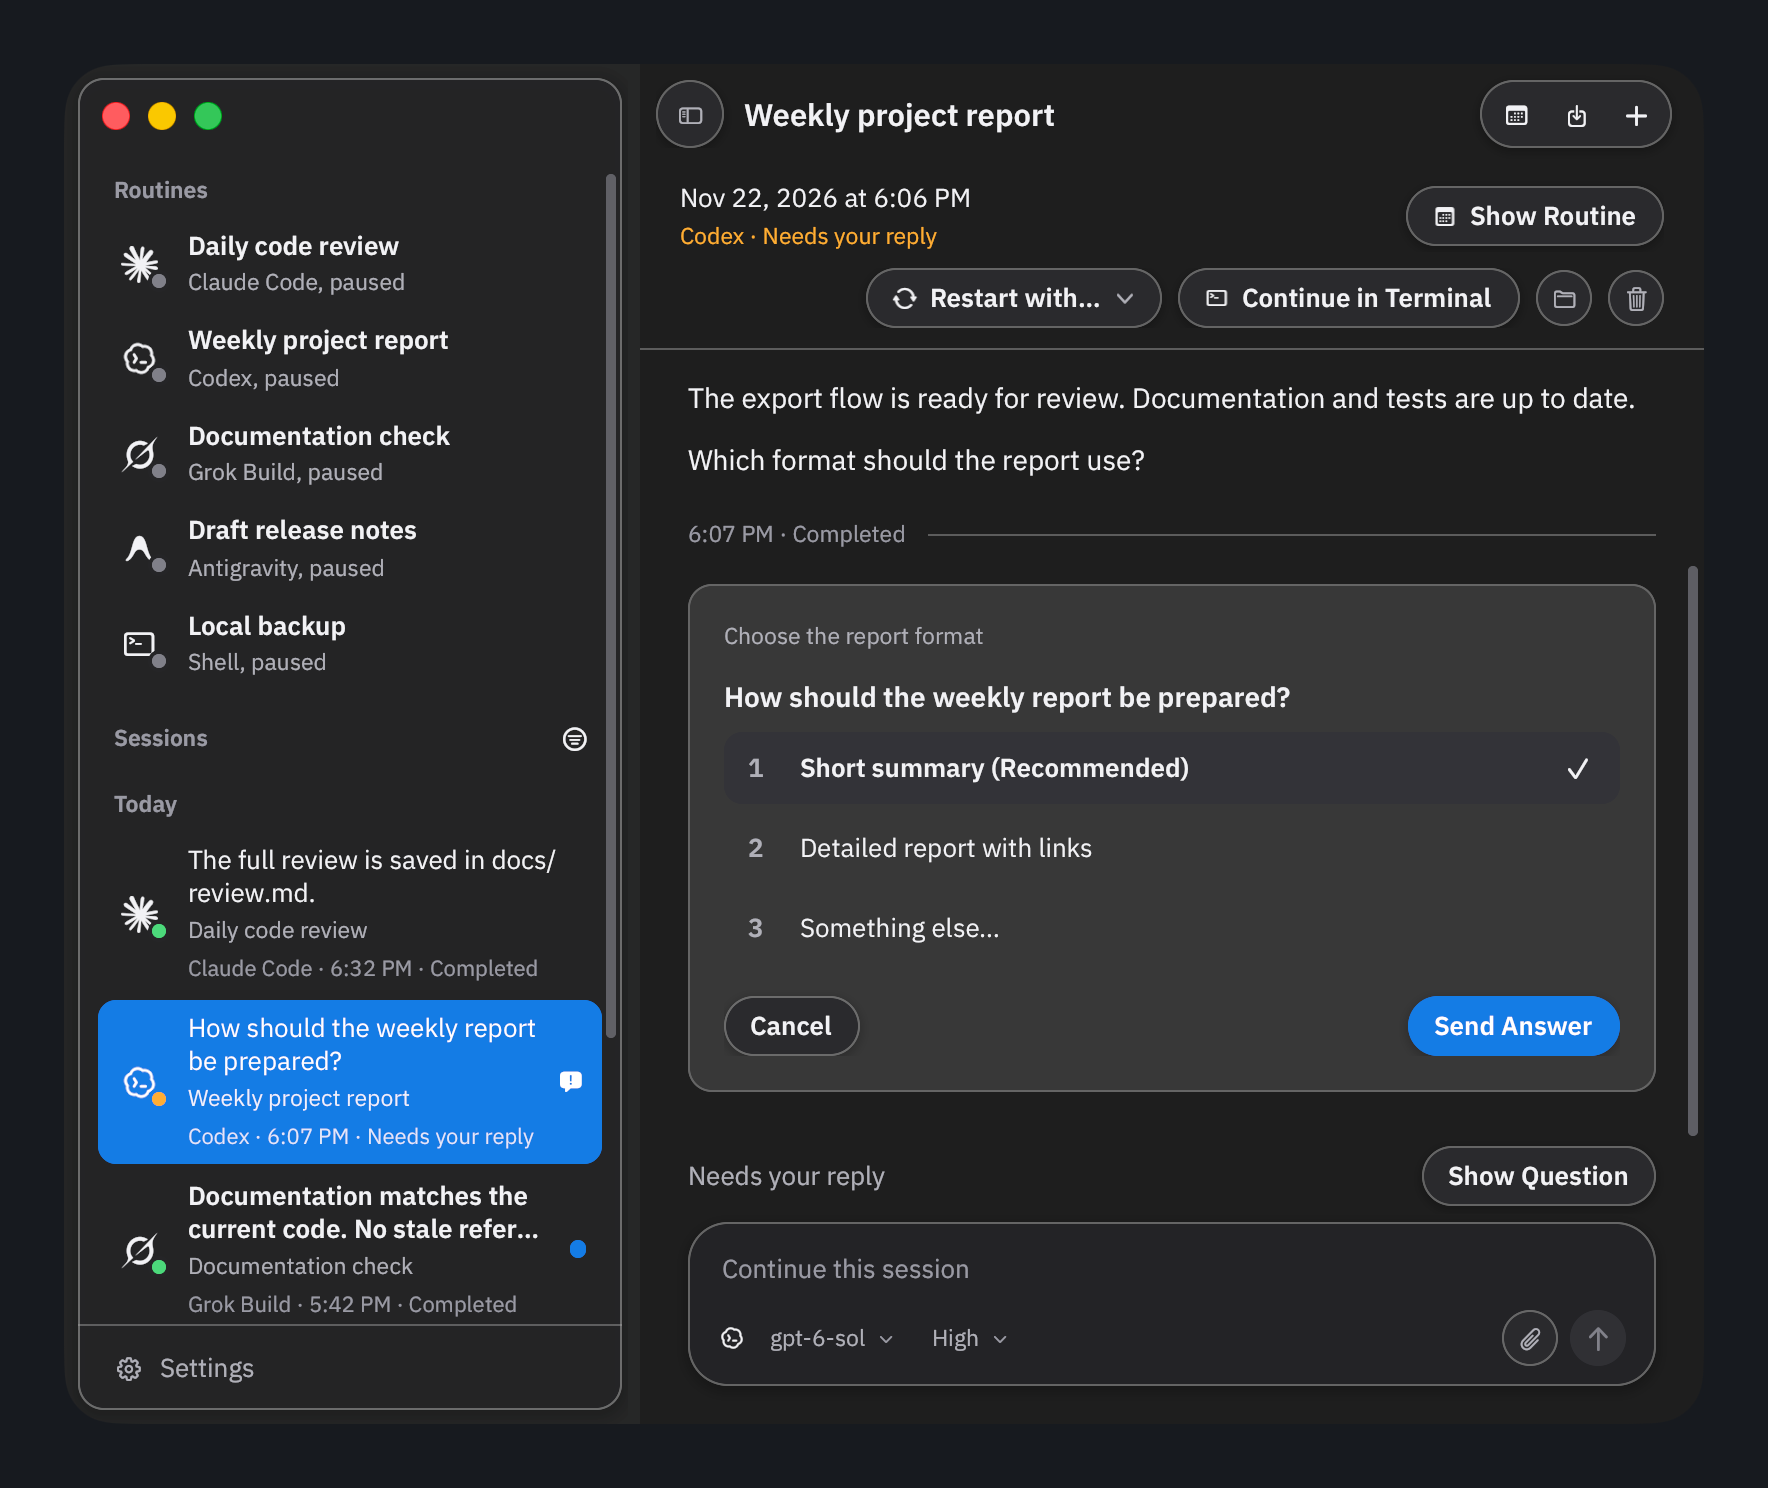 Routines
Daily code review
Claude Code, paused
Weekly project report
Codex, paused
Documentation check
Grok Build, paused
Draft release notes
Antigravity, paused
Local backup
Shell, paused
Sessions
Today
The full review is saved in docs/
review.md.
Daily code review
Claude Code · 6:32 PM · Completed
How should the weekly report
be prepared?
Weekly project report
Codex · 6:07 PM · Needs your reply
Documentation matches the
current code. No stale refer...
Documentation check
Grok Build · 5:42 PM · Completed
Settings
Weekly project report
Nov 22, 2026 at 6:06 PM
Codex · Needs your reply
Show Routine
Restart with...
Continue in Terminal
The export flow is ready for review. Documentation and tests are up to date.
Which format should the report use?
6:07 PM · Completed
Choose the report format
How should the weekly report be prepared?
1 Short summary (Recommended)
2 Detailed report with links
3 Something else...
Cancel
Send Answer
Needs your reply
Show Question
Continue this session
gpt-6-sol
High